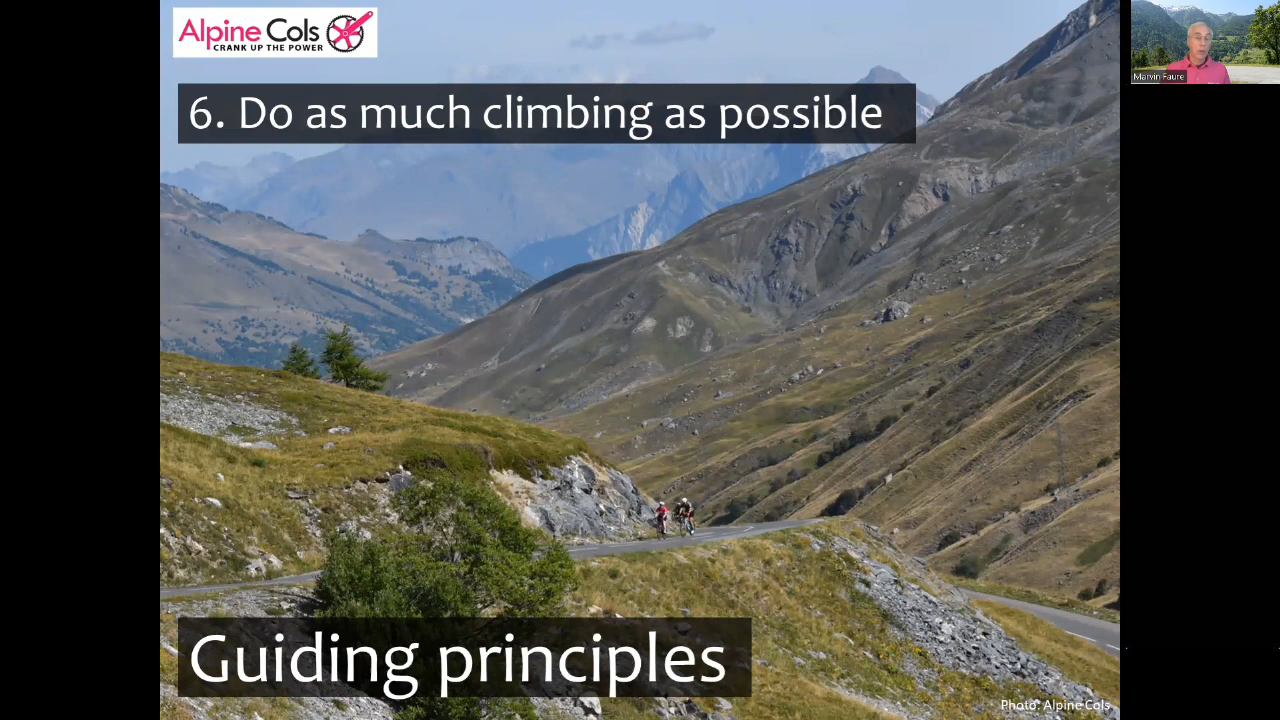 Alpine Cols
CRANK UP THE POWER
Marvin Faure
6. Do as much climbing as possible
Guiding principles
Photo: Alpine Cols